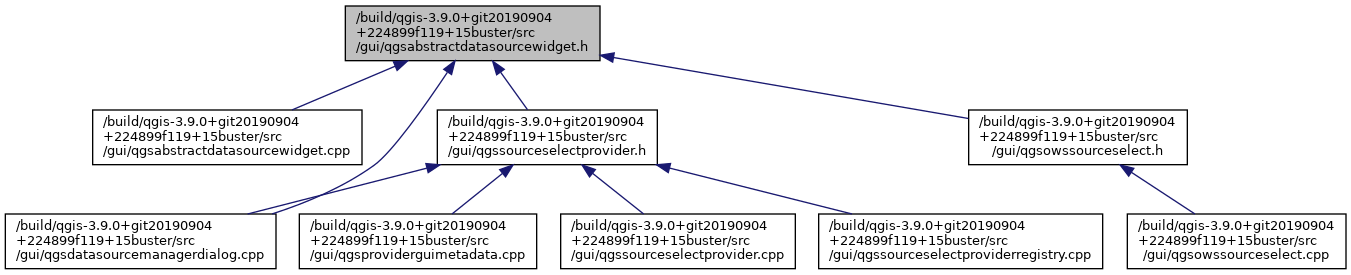 /build/qgis-3.9.0+git20190904
+224899f119+15buster/src
/gui/qgsabstractdatasourcewidget.h
/build/qgis-3.9.0+git20190904
+224899f119+15buster/src
/gui/qgsabstractdatasourcewidget.cpp
/build/qgis-3.9.0+git20190904
+224899f119+15buster/src
/gui/qgssourceselectprovider.h
/build/qgis-3.9.0+git20190904
+224899f119+15buster/src
/gui/qgsowssourceselect.h
/build/qgis-3.9.0+git20190904
+224899f119+15buster/src
/gui/qgsdatasourcemanagerdialog.cpp
/build/qgis-3.9.0+git20190904
+224899f119+15buster/src
/gui/qgsproviderguimetadata.cpp
/build/qgis-3.9.0+git20190904
+224899f119+15buster/src
/gui/qgssourceselectprovider.cpp
/build/qgis-3.9.0+git20190904
+224899f119+15buster/src
/gui/qgssourceselectproviderregistry.cpp
/build/qgis-3.9.0+git20190904
+224899f119+15buster/src
/gui/qgsowssourceselect.cpp